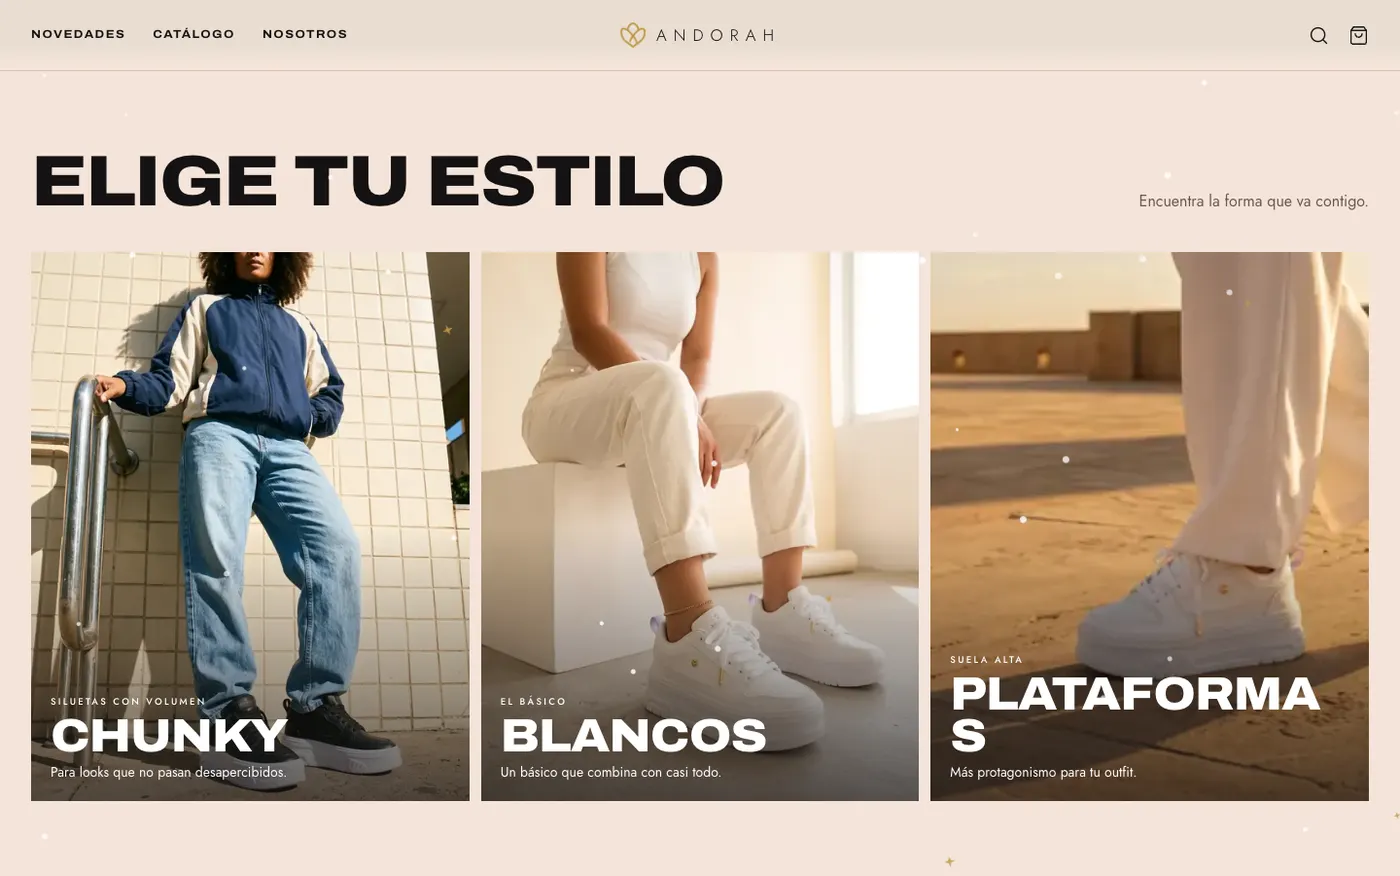 NOVEDADES CATÁLOGO NOSOTROS
ANDORAH
ELIGE TU ESTILO
Encuentra la forma que va contigo.
SILUETAS CON VOLUMEN
CHUNKY
Para looks que no pasan desapercibidos.
EL BÁSICO
BLANCOS
Un básico que combina con casi todo.
SUELA ALTA
PLATAFORMA
S
Más protagonismo para tu outfit.